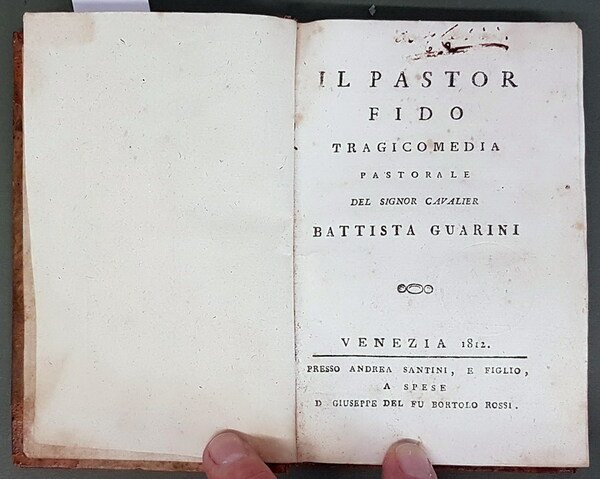 IL PASTOR
FIDO
TRAGICOMEDIA
PASTORALE
DEL SIGNOR CAVALIER
BATTISTA GUARINI
VENEZIA 1812.
PRESSO ANDREA SANTINI, E FIGLIO,
A SPESE
D GIUSEPPE DEL FU BORTOLO ROSSI.